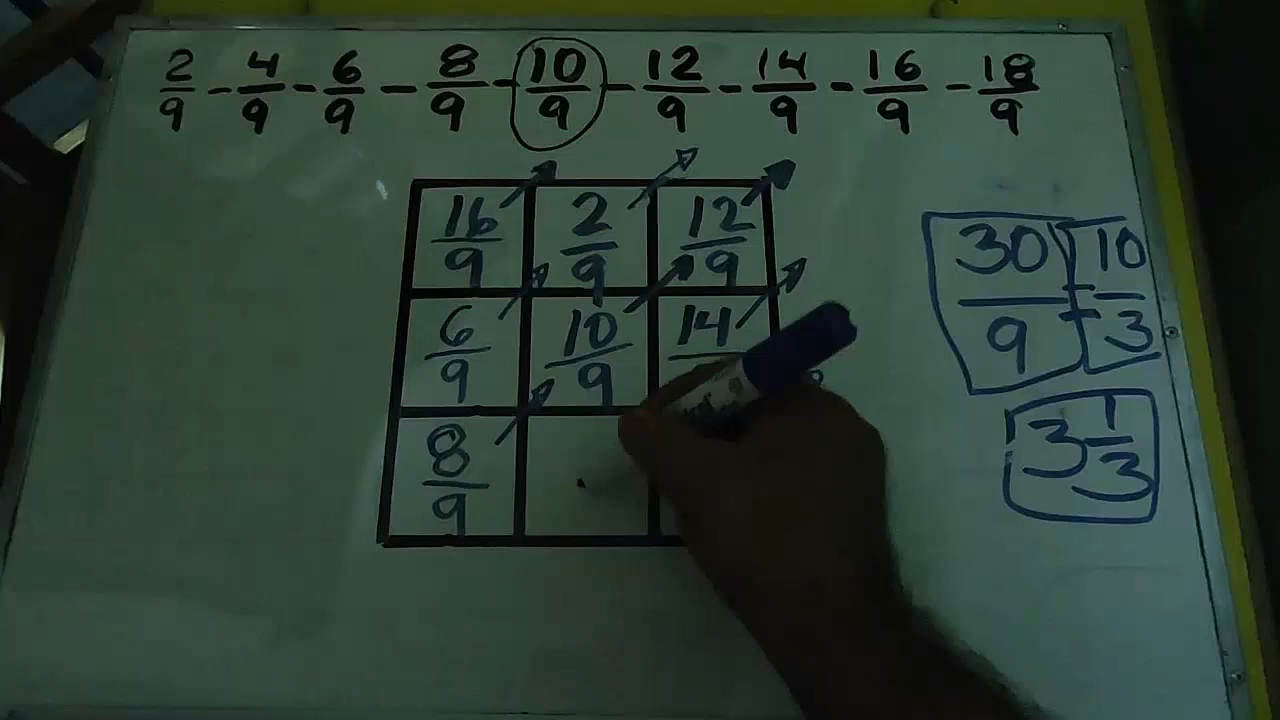 2/9 - 4/9 - 6/9 - 8/9 - 10/9 - 12/9 - 14/9 - 16/9 - 18/9
16/9 2/9 12/9
6/9 10/9 14
8/9
30/9 = 10/3
3 1/3